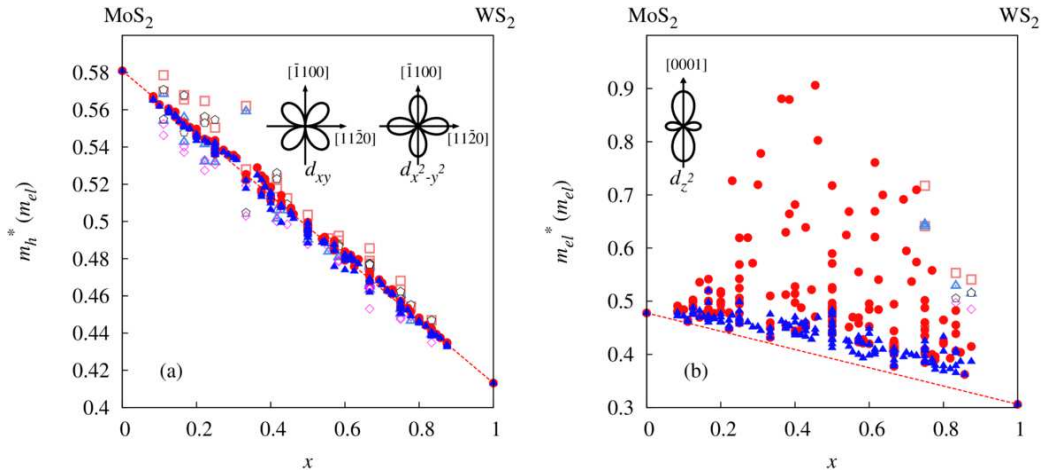 MoS₂ WS₂
0.58
0.56
0.54
0.52
0.5
0.48
0.46
0.44
0.42
0.4
m_h^* (m_el)
[1̄100] [1̄100]
[112̄0] [112̄0]
d_xy d_x²-y²
(a)
0 0.2 0.4 0.6 0.8 1
x
MoS₂ WS₂
0.9
0.8
0.7
0.6
0.5
0.4
0.3
m_el^* (m_el)
[0001]
d_z²
(b)
0 0.2 0.4 0.6 0.8 1
x